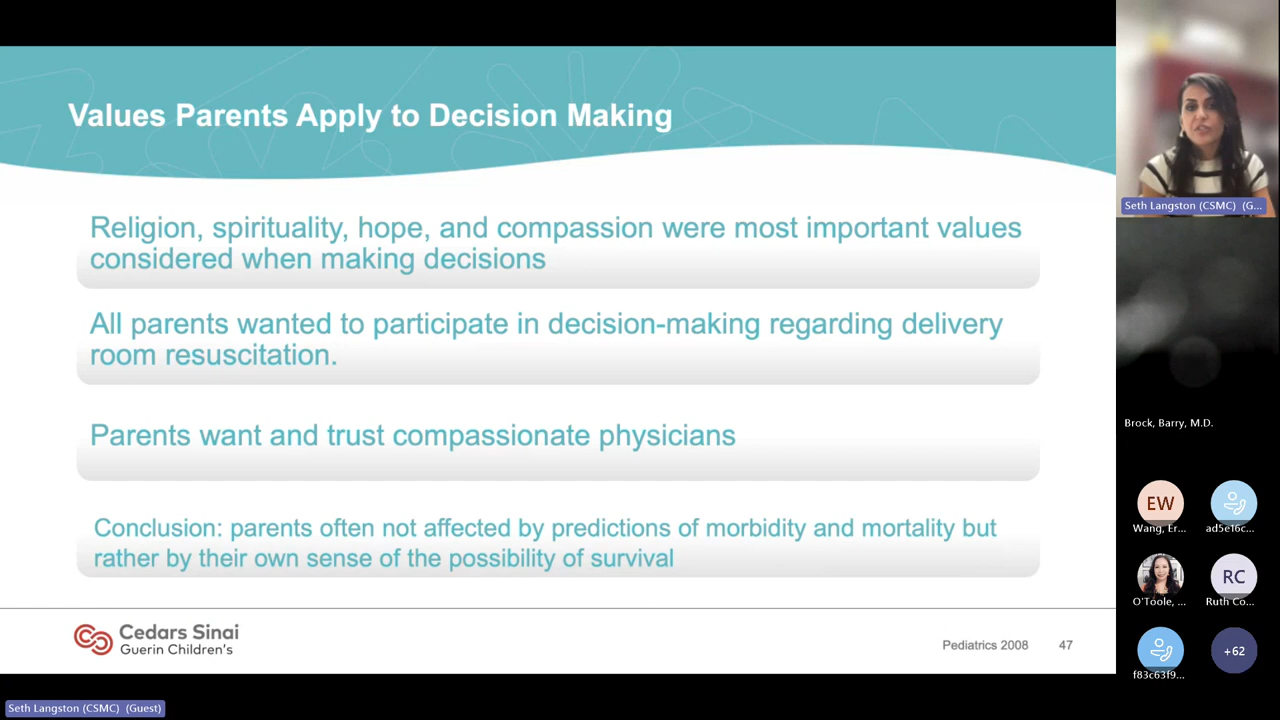 Values Parents Apply to Decision Making
Religion, spirituality, hope, and compassion were most important values
considered when making decisions
All parents wanted to participate in decision-making regarding delivery
room resuscitation.
Parents want and trust compassionate physicians
Conclusion: parents often not affected by predictions of morbidity and mortality but
rather by their own sense of the possibility of survival
Cedars Sinai
Guerin Children's
Pediatrics 2008
47
Seth Langston (CSMC) (Guest)
Seth Langston (CSMC) (G...
Brock, Barry, M.D.
EW
Wang, Er...
ad5e16c...
O'Toole, ...
RC
Ruth Co...
f83c63f9...
+62